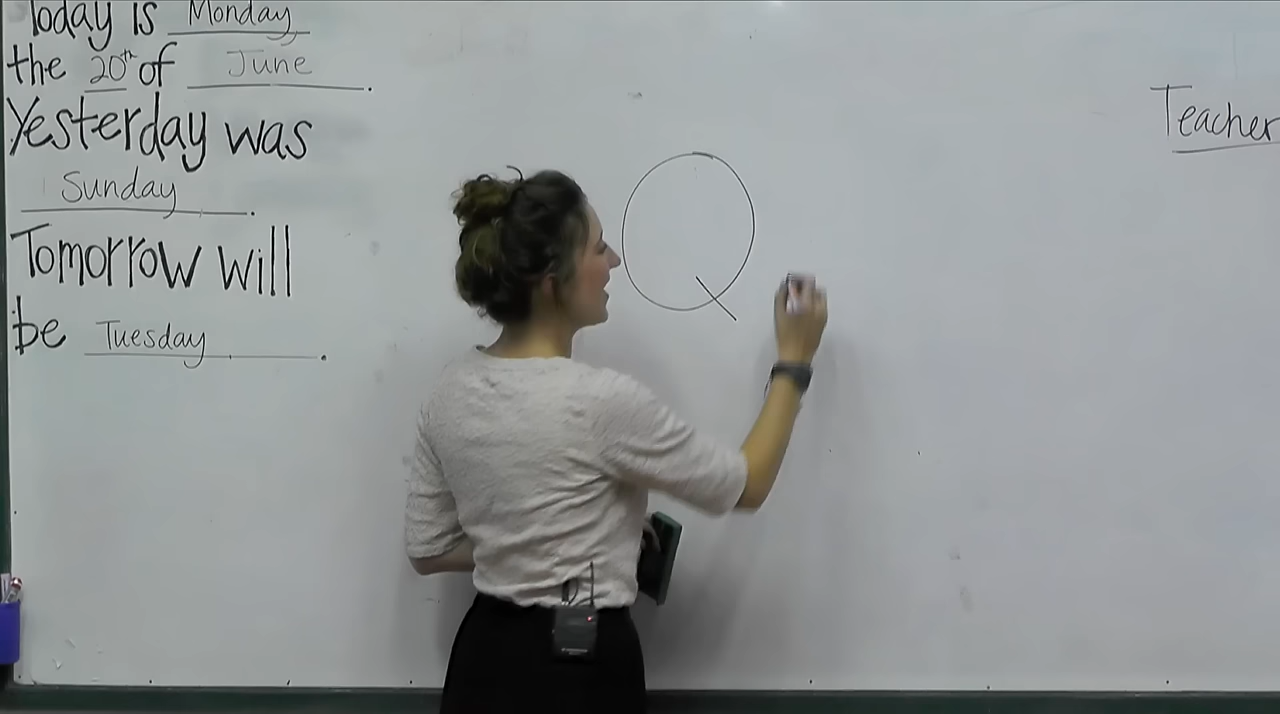 Today is Monday
the 20th of June.
Yesterday was
Sunday.
Tomorrow will
be Tuesday.
Q
Teacher